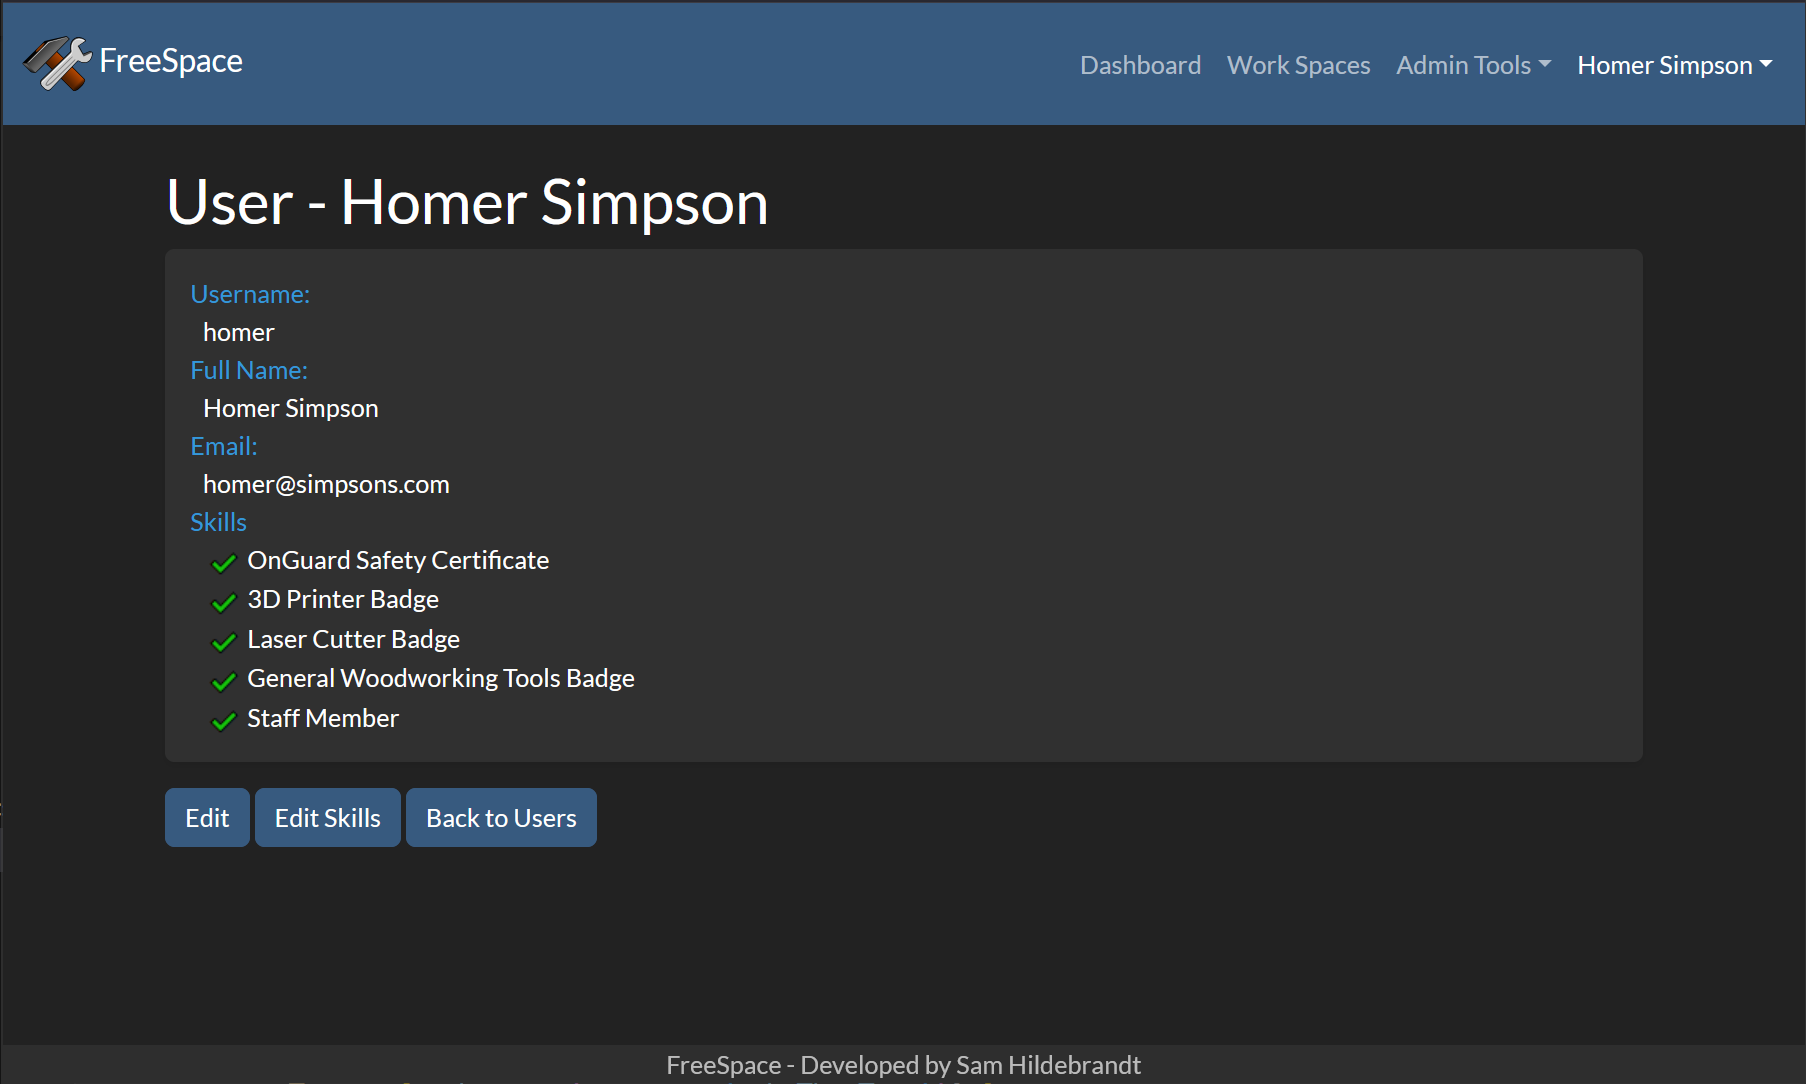 FreeSpace
Dashboard Work Spaces Admin Tools Homer Simpson
User - Homer Simpson
Username:
homer
Full Name:
Homer Simpson
Email:
homer@simpsons.com
Skills
OnGuard Safety Certificate
3D Printer Badge
Laser Cutter Badge
General Woodworking Tools Badge
Staff Member
Edit Edit Skills Back to Users
FreeSpace - Developed by Sam Hildebrandt